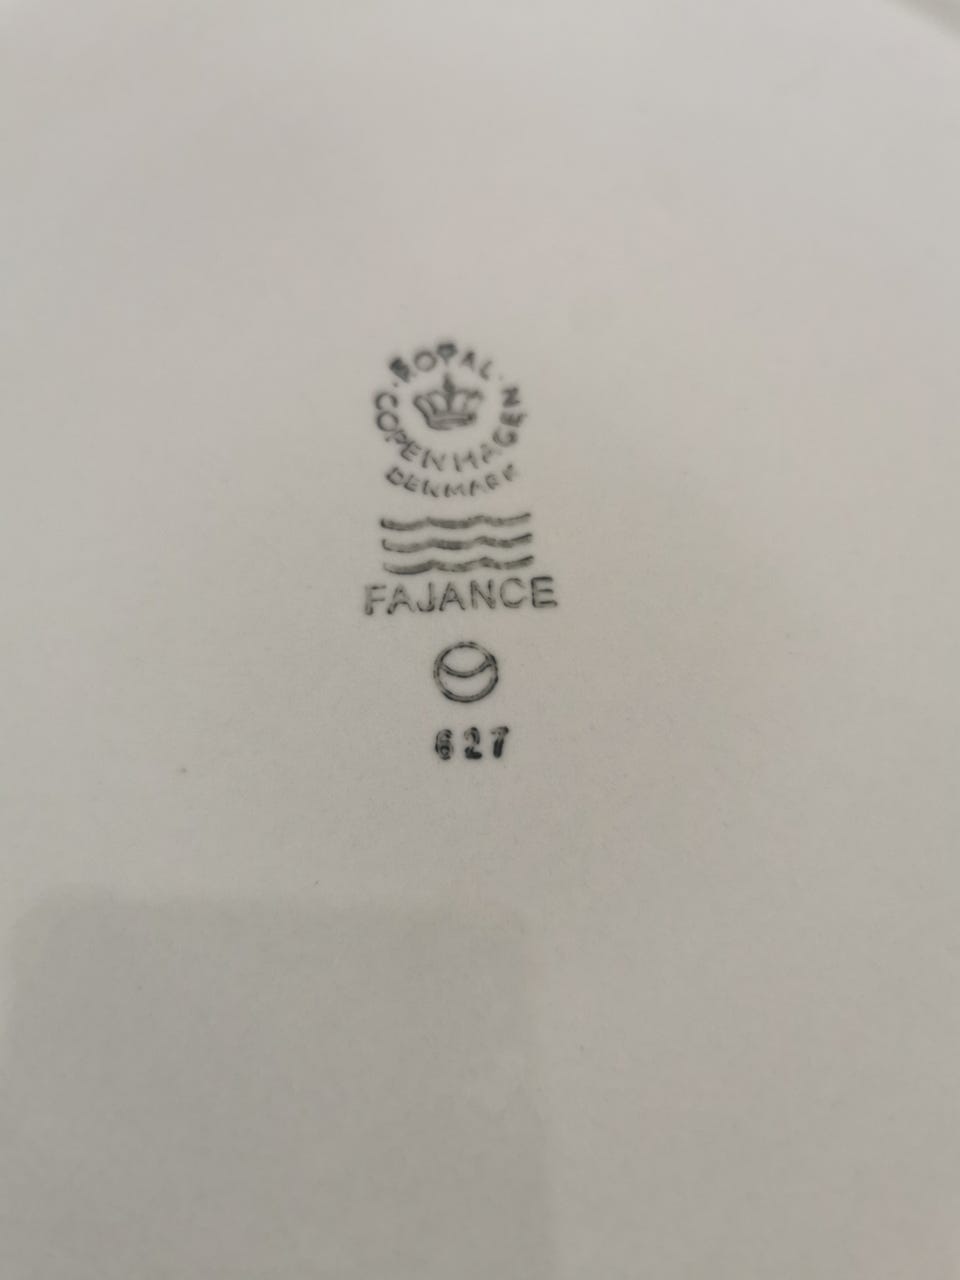 ROYAL
COPENHAGEN
DENMARK
FAJANCE
627